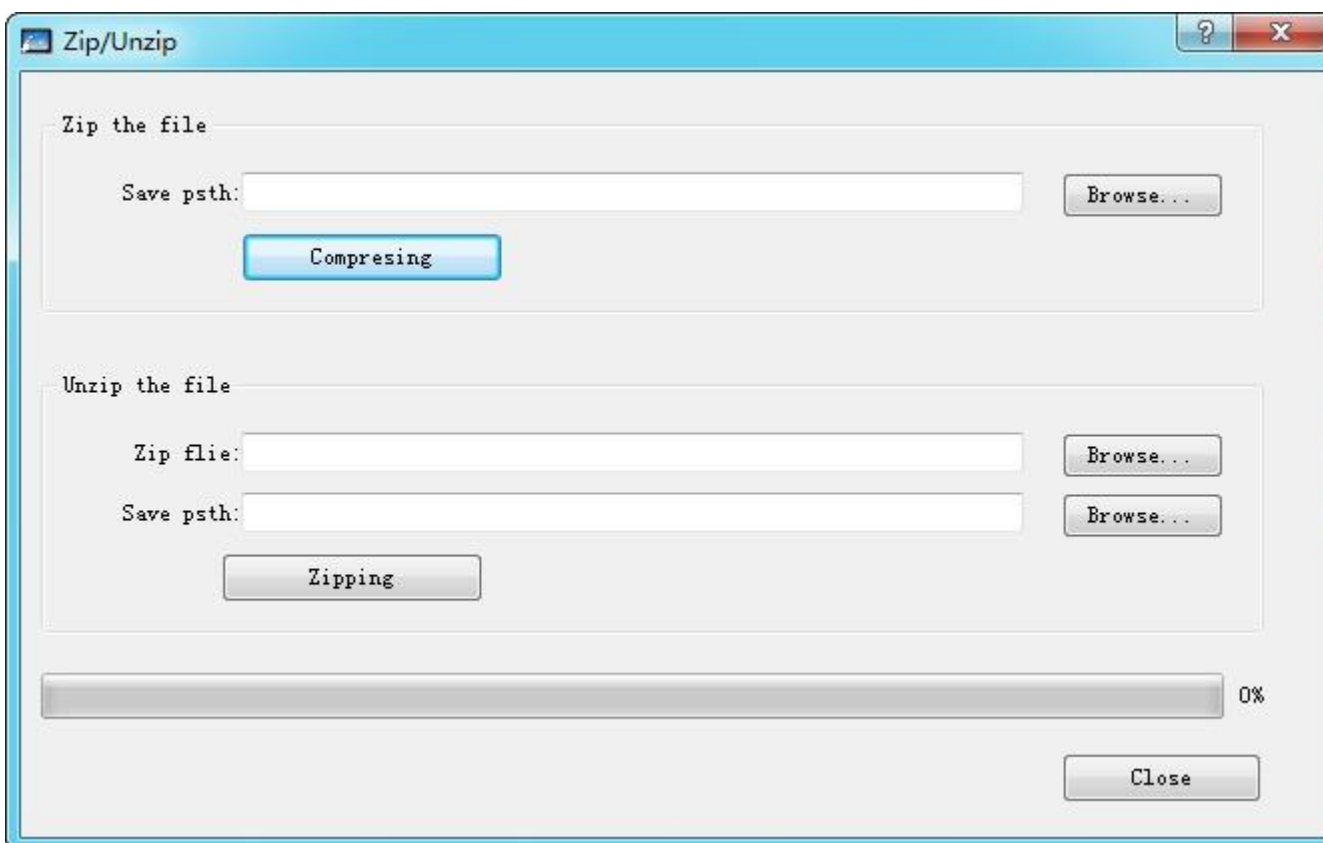 Zip/Unzip
Zip the file
Save psth: Browse...
Compresing
Unzip the file
Zip flie: Browse...
Save psth: Browse...
Zipping
0%
Close